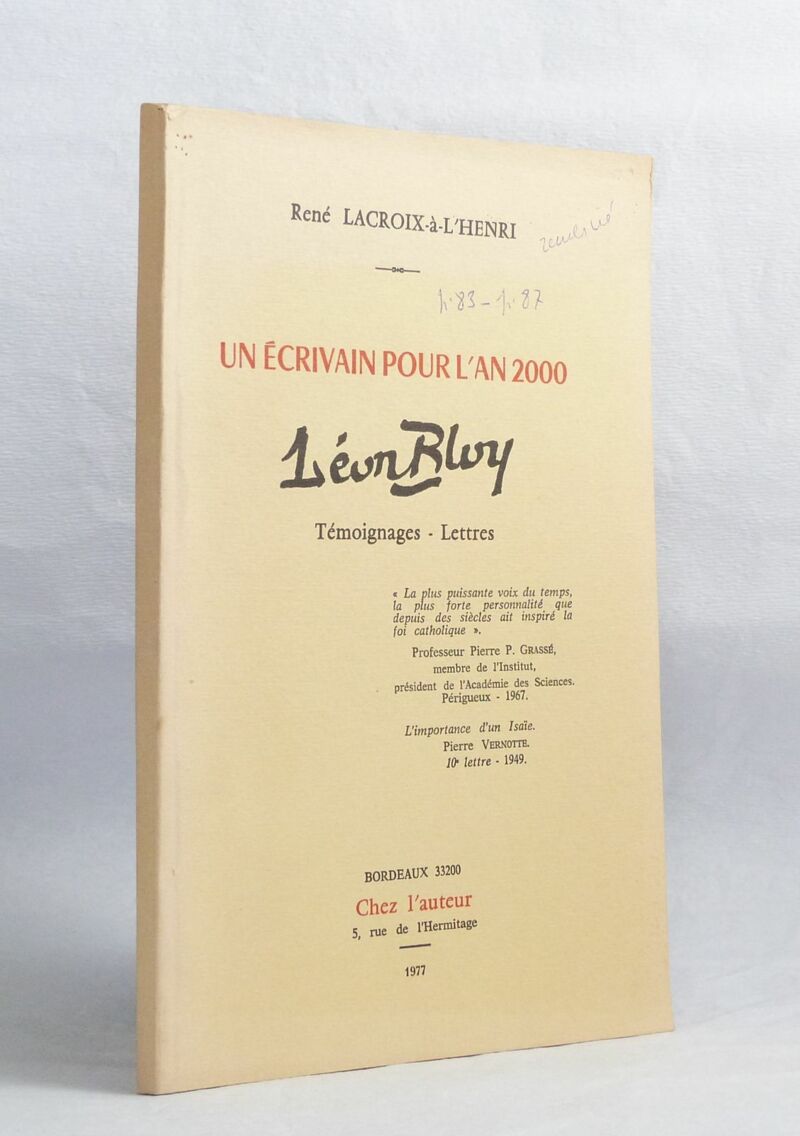 René LACROIX-à-L'HENRI
p. 83 - p. 87
UN ÉCRIVAIN POUR L'AN 2000
Léon Bloy
Témoignages - Lettres
« La plus puissante voix du temps,
la plus forte personnalité que
depuis des siècles ait inspiré la
foi catholique ».
Professeur Pierre P. GRASSÉ,
membre de l'Institut,
président de l'Académie des Sciences.
Périgueux - 1967.
L'importance d'un Isaïe.
Pierre VERNOTTE.
10e lettre - 1949.
BORDEAUX 33200
Chez l'auteur
5, rue de l'Hermitage
1977